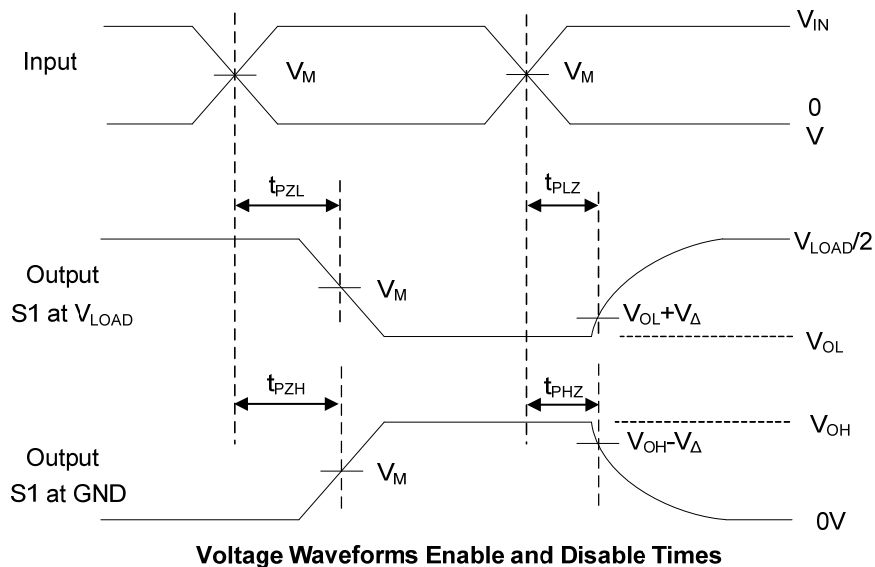 V_IN
Input
V_M
V_M
0
V
t_PZL
t_PLZ
V_LOAD/2
Output
S1 at V_LOAD
V_M
V_OL+V_Δ
V_OL
t_PZH
t_PHZ
V_OH
Output
S1 at GND
V_M
V_OH-V_Δ
0V
Voltage Waveforms Enable and Disable Times